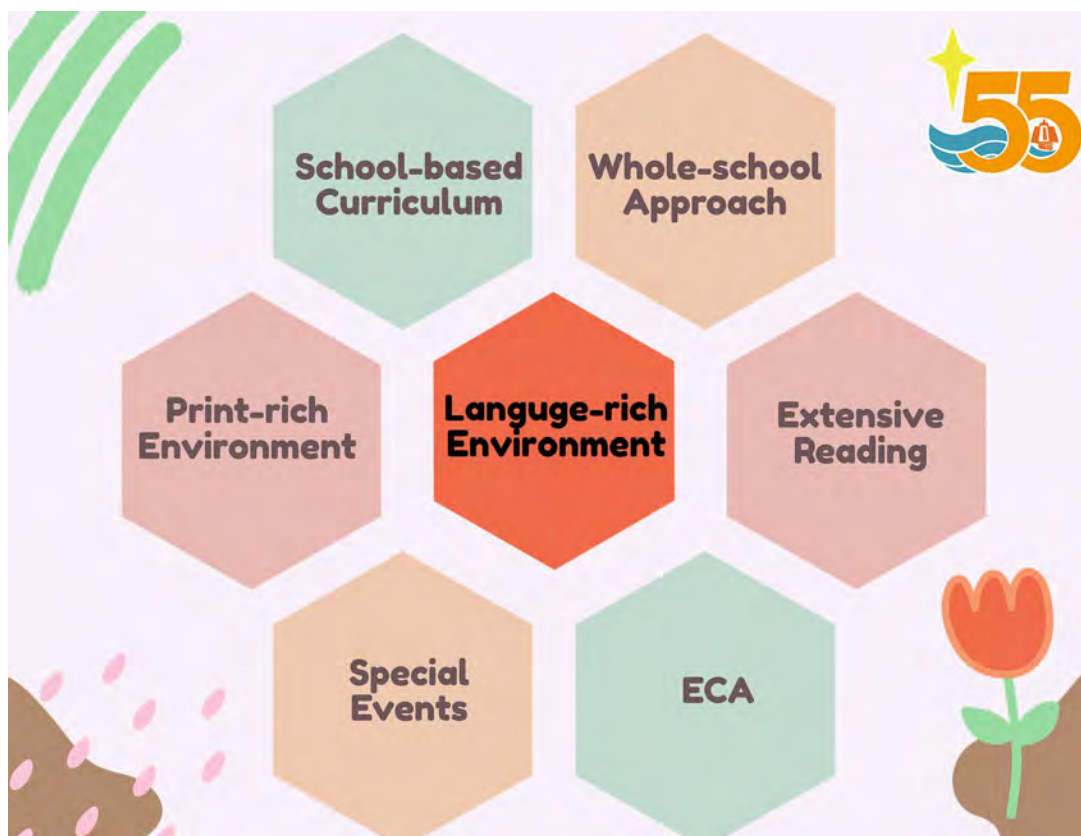 55
School-based
Curriculum
Whole-school
Approach
Print-rich
Environment
Languge-rich
Environment
Extensive
Reading
Special
Events
ECA